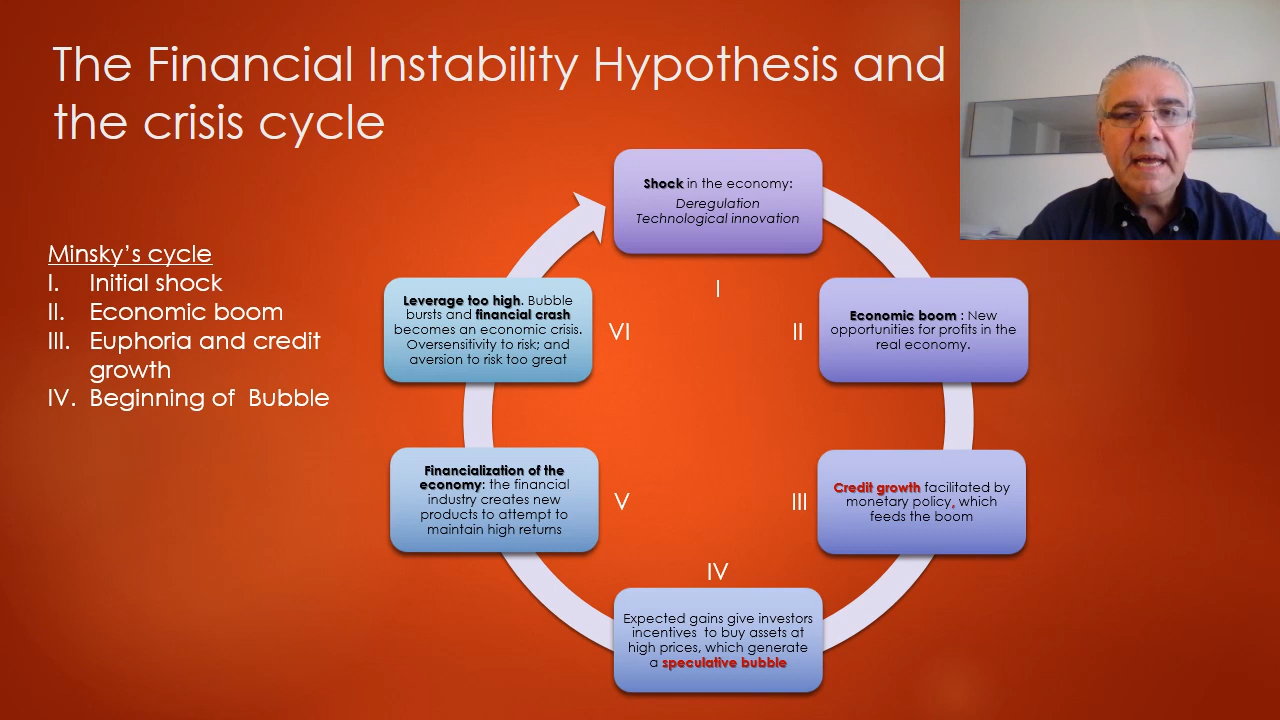 The Financial Instability Hypothesis and
the crisis cycle
Minsky's cycle
I. Initial shock
II. Economic boom
III. Euphoria and credit
growth
IV. Beginning of Bubble
Shock in the economy:
Deregulation
Technological innovation
I
Economic boom : New
opportunities for profits in the
real economy.
II
Credit growth facilitated by
monetary policy, which
feeds the boom
III
IV
Expected gains give investors
incentives to buy assets at
high prices, which generate
a speculative bubble
Financialization of the
economy: the financial
industry creates new
products to attempt to
maintain high returns
V
Leverage too high. Bubble
bursts and financial crash
becomes an economic crisis.
Oversensitivity to risk; and
aversion to risk too great
VI